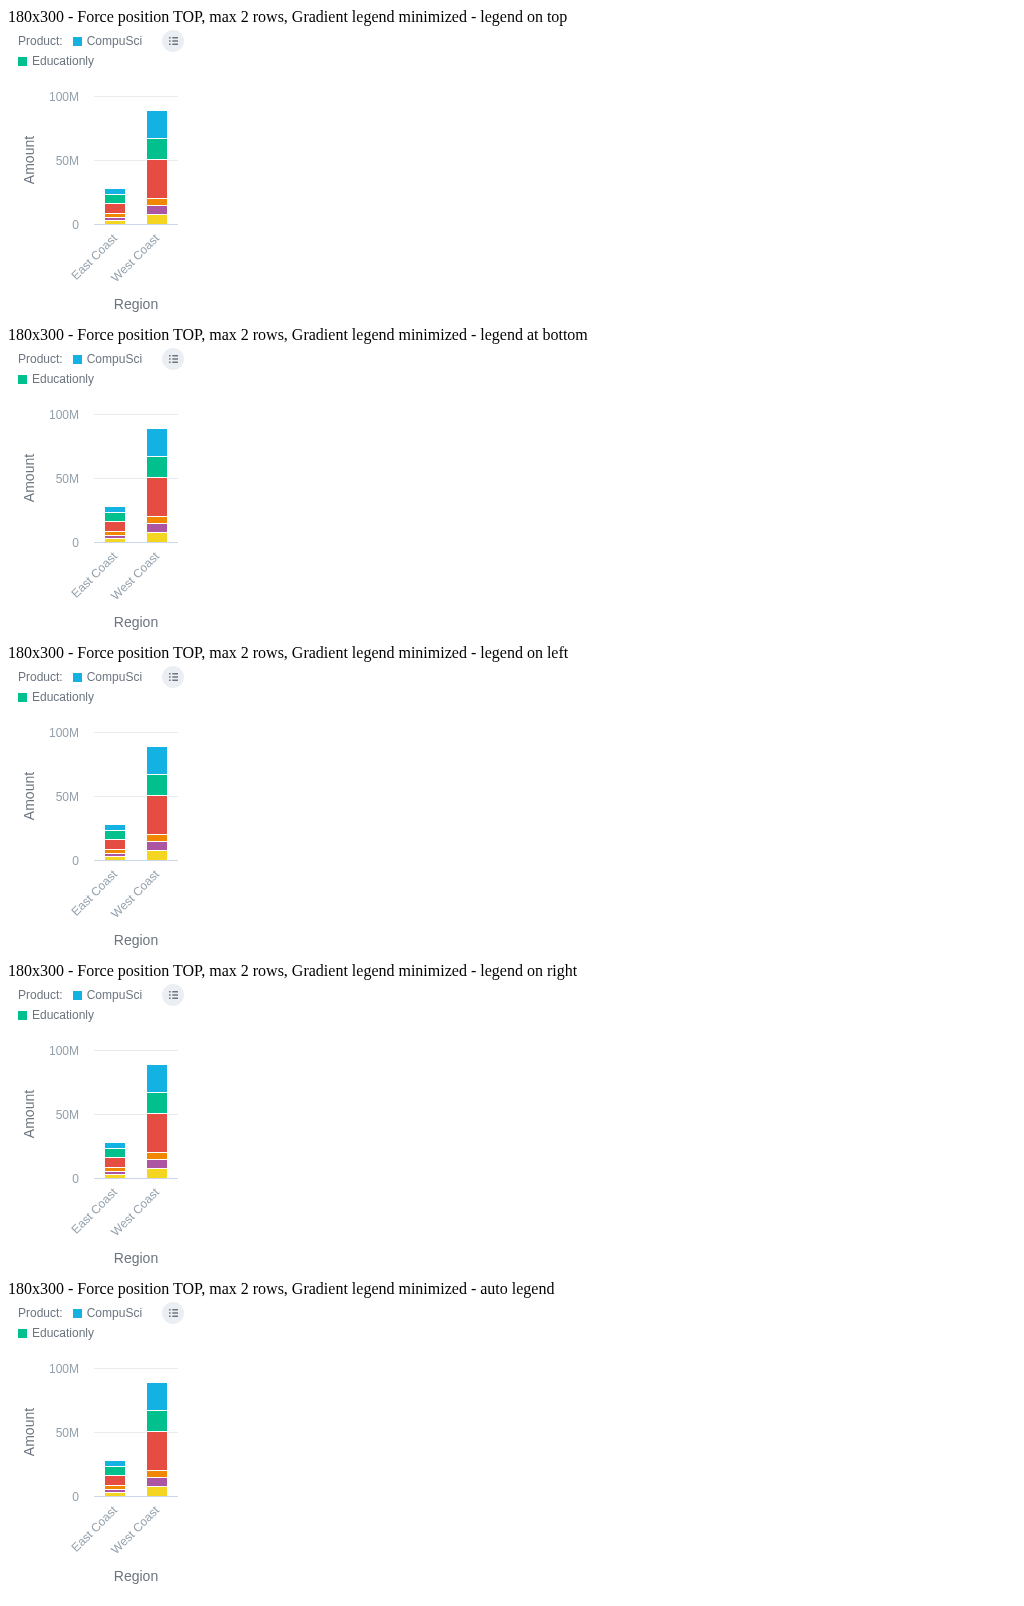 180x300 - Force position TOP, max 2 rows, Gradient legend minimized - legend on top
Product: CompuSci
Educationly
100M
50M
0
Amount
East Coast West Coast
Region
180x300 - Force position TOP, max 2 rows, Gradient legend minimized - legend at bottom
Product: CompuSci
Educationly
100M
50M
0
Amount
East Coast West Coast
Region
180x300 - Force position TOP, max 2 rows, Gradient legend minimized - legend on left
Product: CompuSci
Educationly
100M
50M
0
Amount
East Coast West Coast
Region
180x300 - Force position TOP, max 2 rows, Gradient legend minimized - legend on right
Product: CompuSci
Educationly
100M
50M
0
Amount
East Coast West Coast
Region
180x300 - Force position TOP, max 2 rows, Gradient legend minimized - auto legend
Product: CompuSci
Educationly
100M
50M
0
Amount
East Coast West Coast
Region